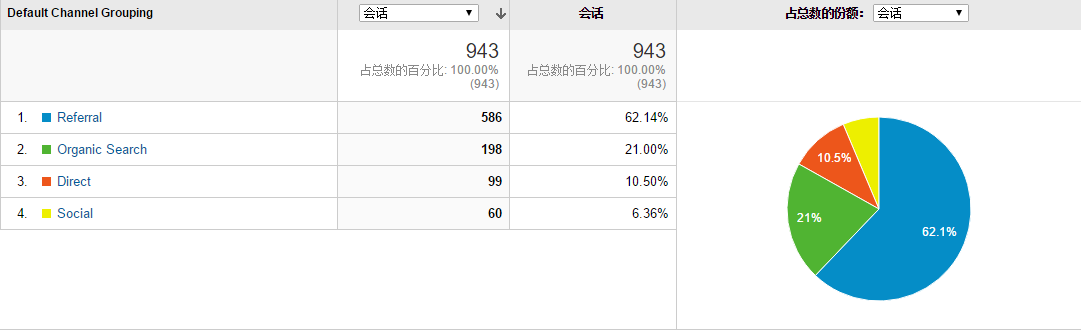 Default Channel Grouping 会话 会话 占总数的份额: 会话
943 943
占总数的百分比: 100.00% 占总数的百分比: 100.00%
(943) (943)
1. Referral 586 62.14%
2. Organic Search 198 21.00%
3. Direct 99 10.50%
4. Social 60 6.36%
10.5%
21%
62.1%